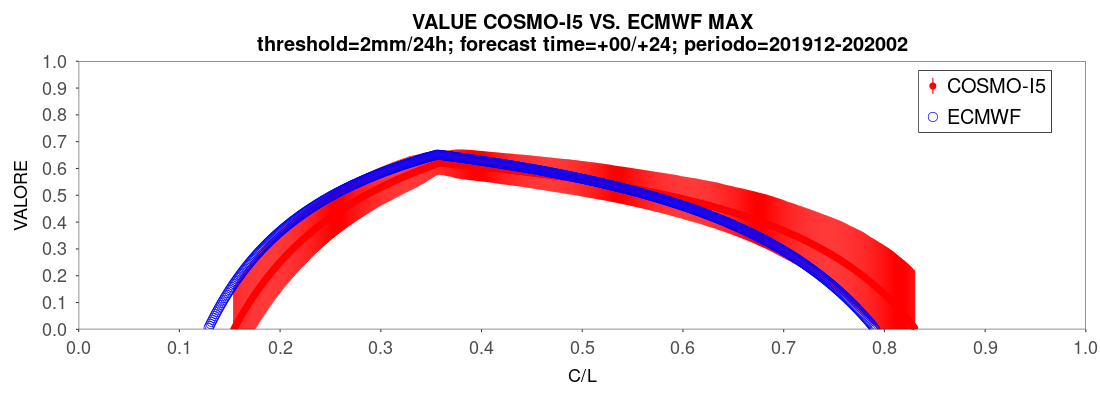 VALUE COSMO-I5 VS. ECMWF MAX
threshold=2mm/24h; forecast time=+00/+24; periodo=201912-202002
1.0
0.9
0.8
0.7
0.6
0.5
0.4
0.3
0.2
0.1
0.0
VALORE
COSMO-I5
ECMWF
0.0 0.1 0.2 0.3 0.4 0.5 0.6 0.7 0.8 0.9 1.0
C/L